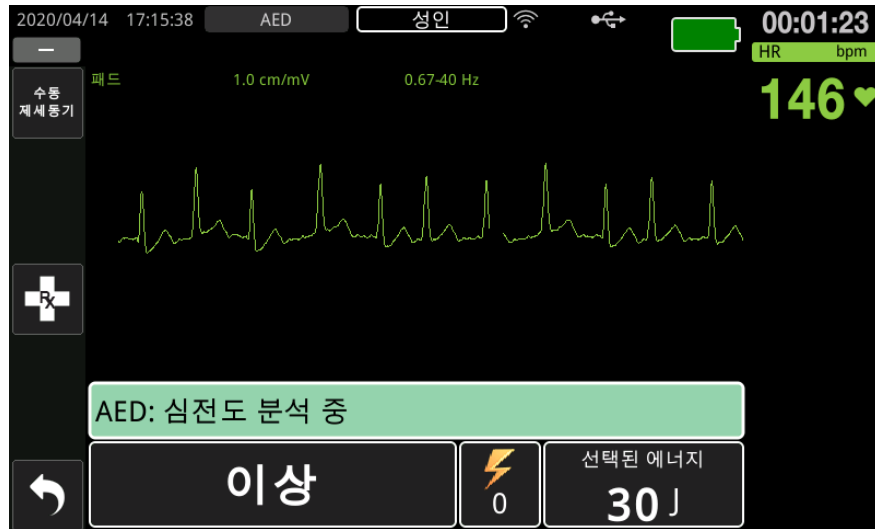 2020/04/14 17:15:38 AED 성인 00:01:23
HR bpm
146
수동
제세동기
패드 1.0 cm/mV 0.67-40 Hz
Rx
AED: 심전도 분석 중
이상
0
선택된 에너지
30 J